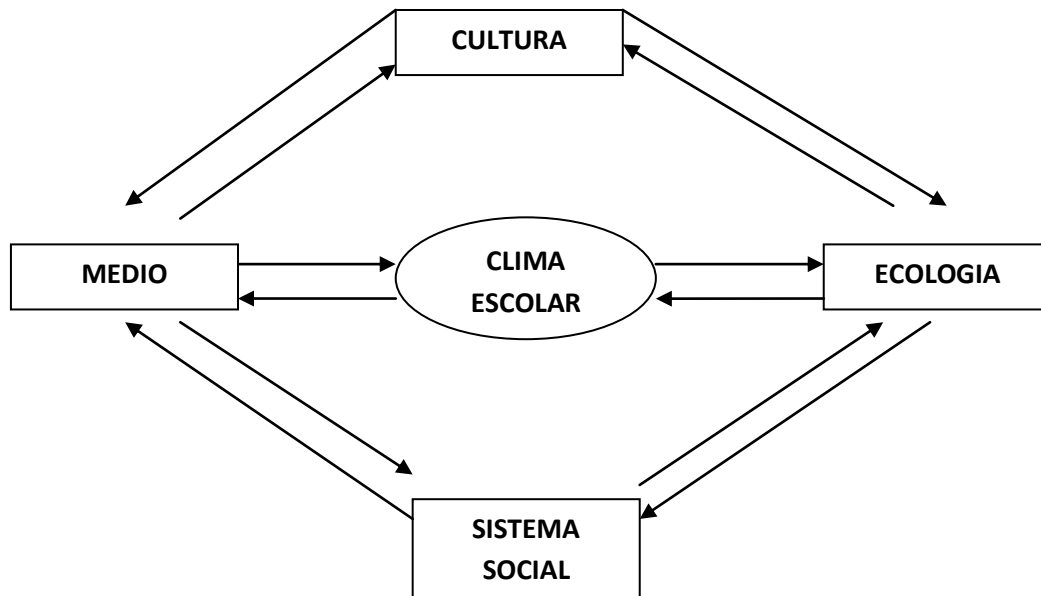 CULTURA
MEDIO
CLIMA
ESCOLAR
ECOLOGIA
SISTEMA
SOCIAL